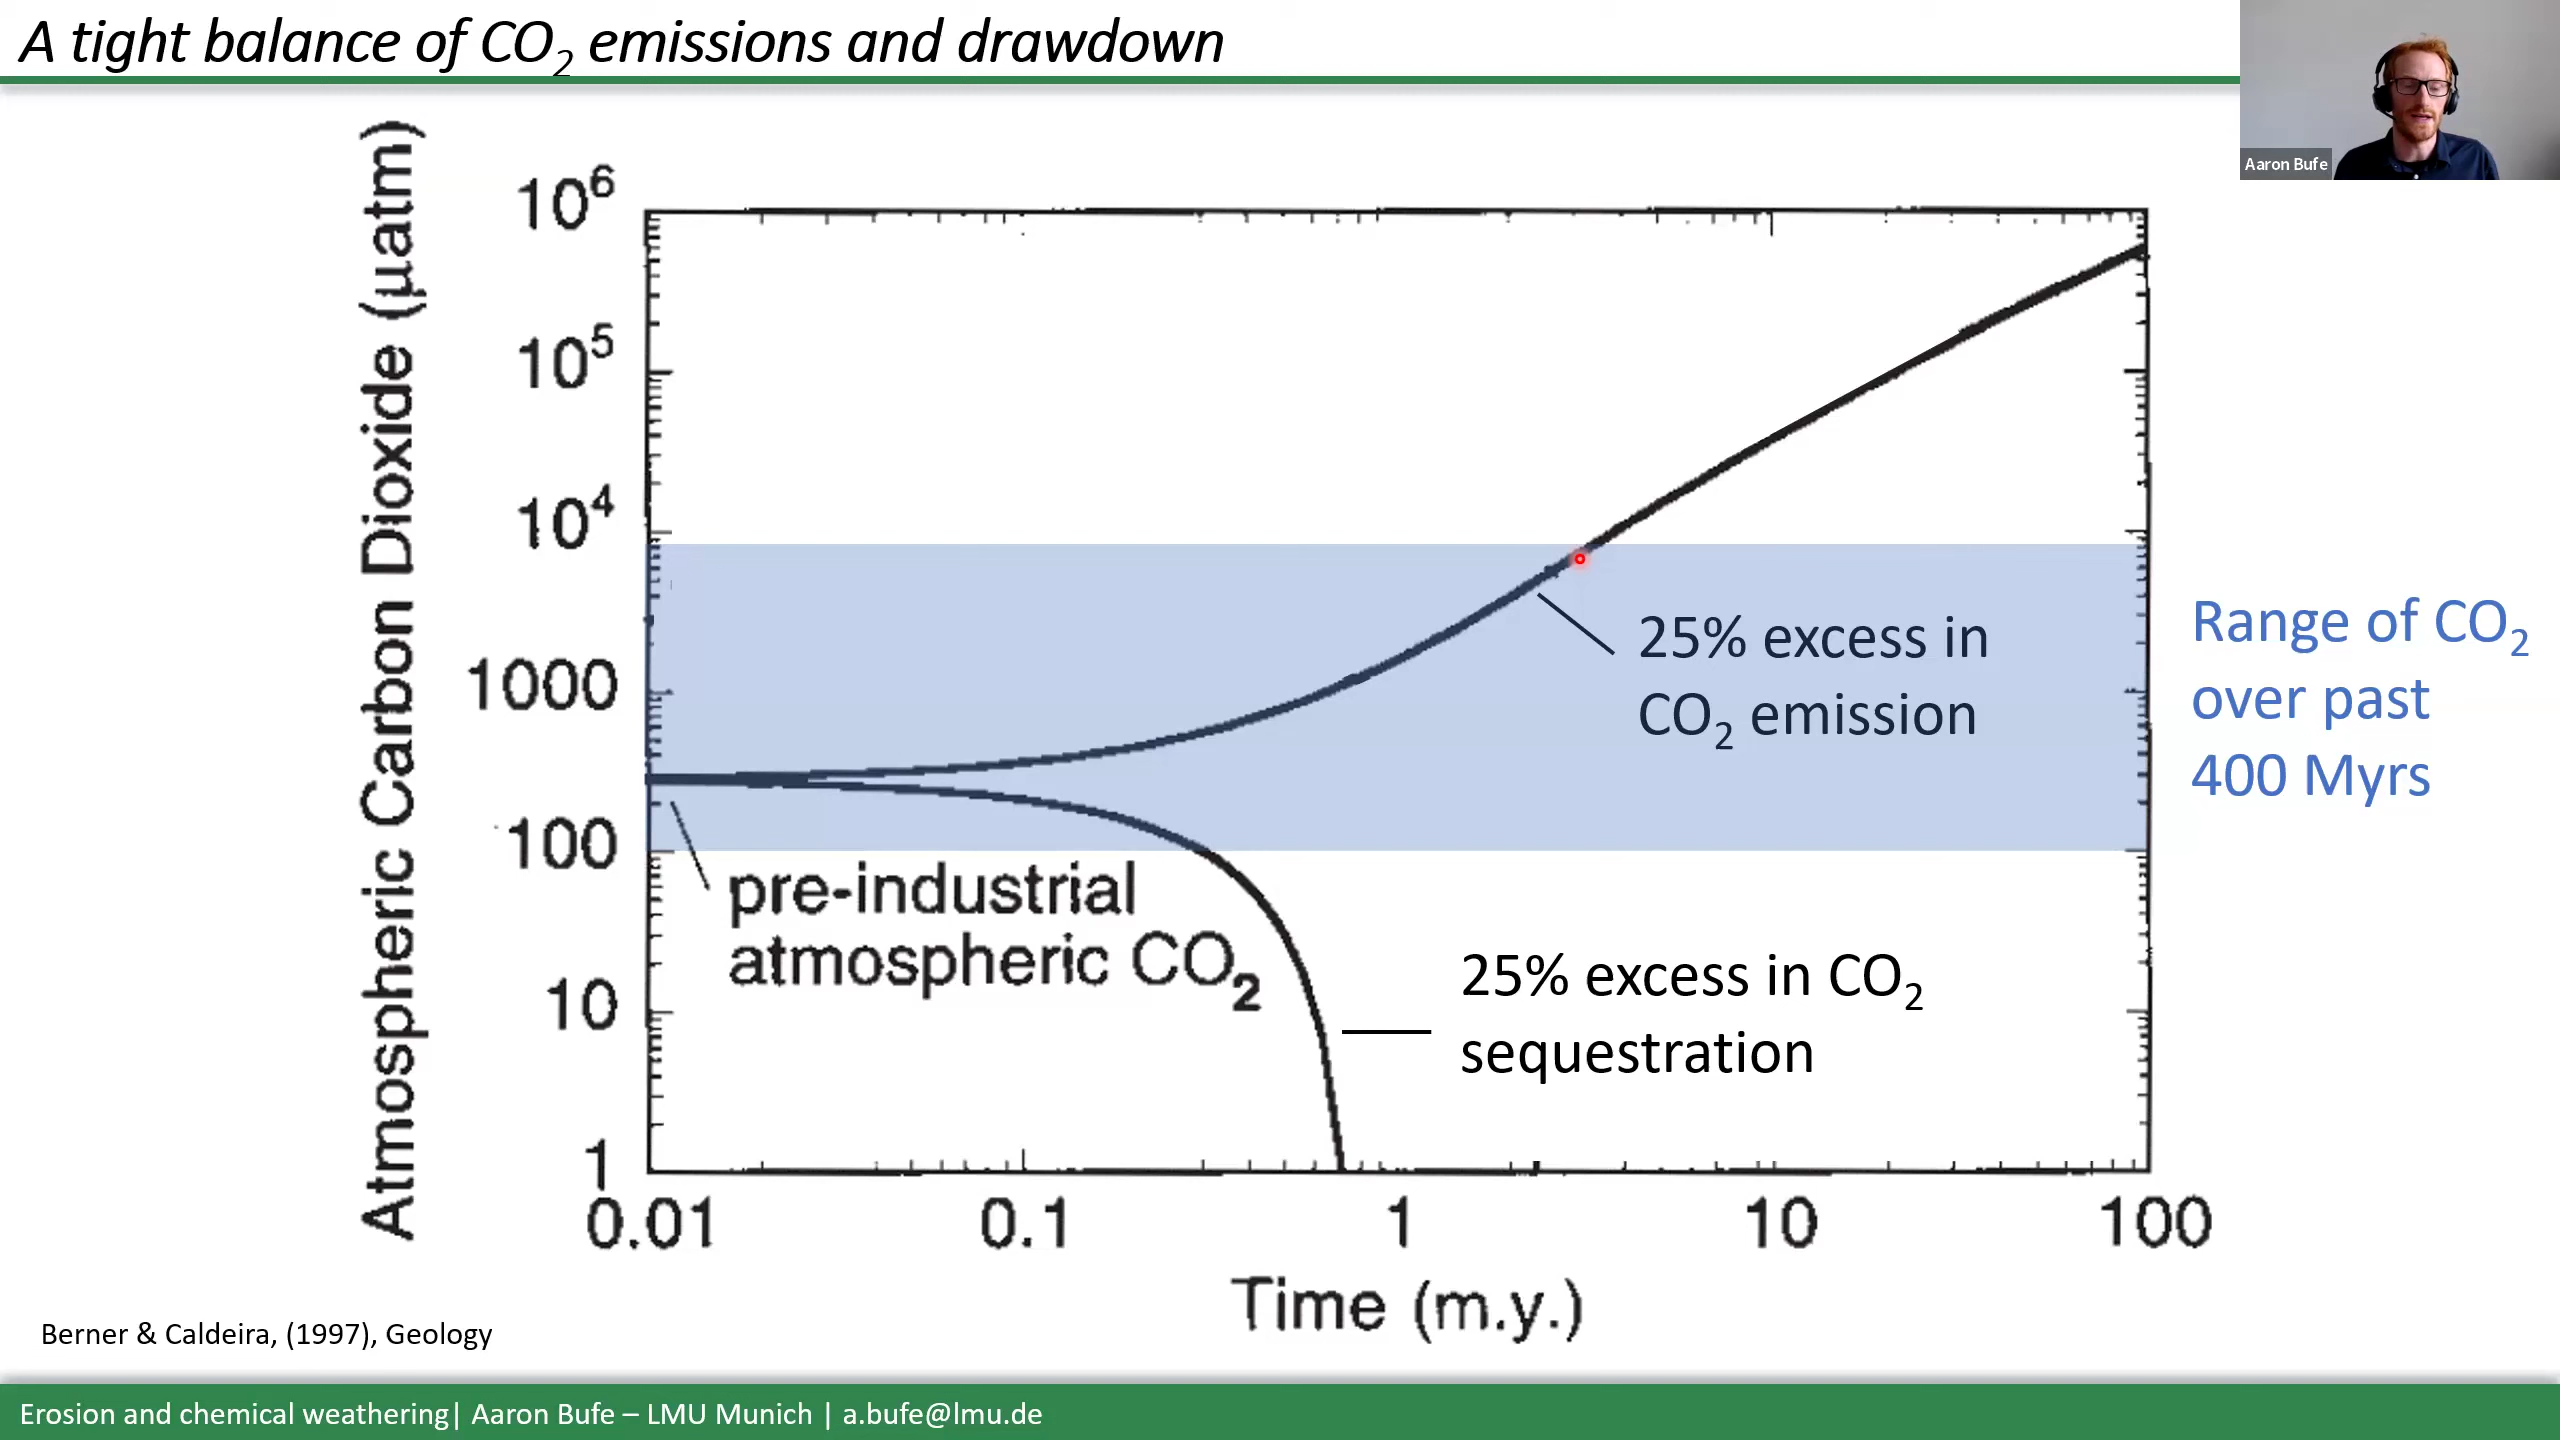 A tight balance of CO₂ emissions and drawdown
Aaron Bufe
Atmospheric Carbon Dioxide (µatm)
10⁶
10⁵
10⁴
1000
100
10
1
0.01
0.1
1
10
100
Time (m.y.)
25% excess in
CO₂ emission
pre-industrial
atmospheric CO₂
25% excess in CO₂
sequestration
Range of CO₂
over past
400 Myrs
Berner & Caldeira, (1997), Geology
Erosion and chemical weathering| Aaron Bufe – LMU Munich | a.bufe@lmu.de